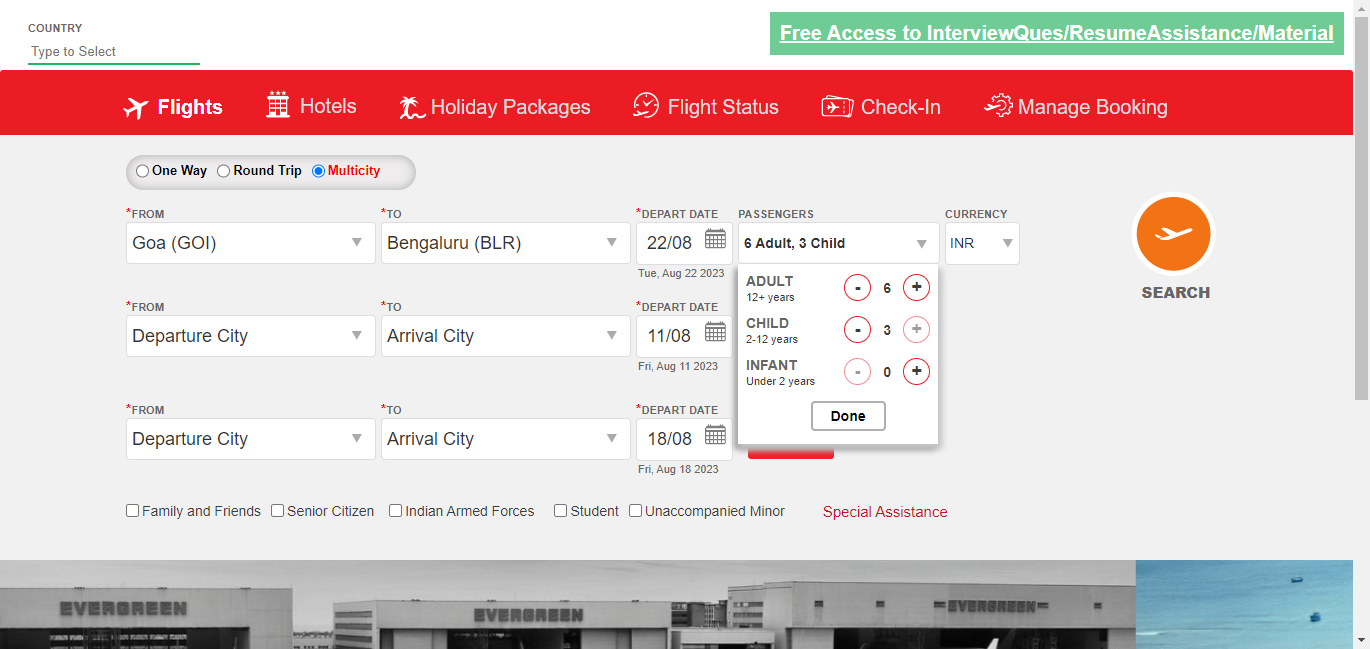 COUNTRY
Type to Select
Free Access to InterviewQues/ResumeAssistance/Material
Flights
Hotels
Holiday Packages
Flight Status
Check-In
Manage Booking
One Way
Round Trip
Multicity
*FROM
*TO
*DEPART DATE
PASSENGERS
CURRENCY
Goa (GOI)
Bengaluru (BLR)
22/08
6 Adult, 3 Child
INR
Tue, Aug 22 2023
SEARCH
ADULT
12+ years
- 6 +
CHILD
2-12 years
- 3 +
INFANT
Under 2 years
- 0 +
Done
*FROM
*TO
*DEPART DATE
Departure City
Arrival City
11/08
Fri, Aug 11 2023
*FROM
*TO
*DEPART DATE
Departure City
Arrival City
18/08
Fri, Aug 18 2023
Family and Friends
Senior Citizen
Indian Armed Forces
Student
Unaccompanied Minor
Special Assistance
EVERGREEN
EVERGREEN
EVERGREEN